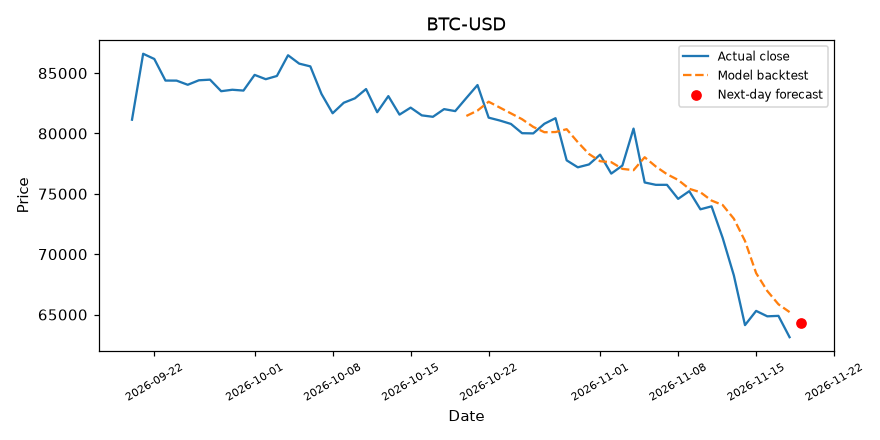 BTC-USD
Actual close
Model backtest
Next-day forecast
Price
85000
80000
75000
70000
65000
2026-09-22
2026-10-01
2026-10-08
2026-10-15
2026-10-22
2026-11-01
2026-11-08
2026-11-15
2026-11-22
Date